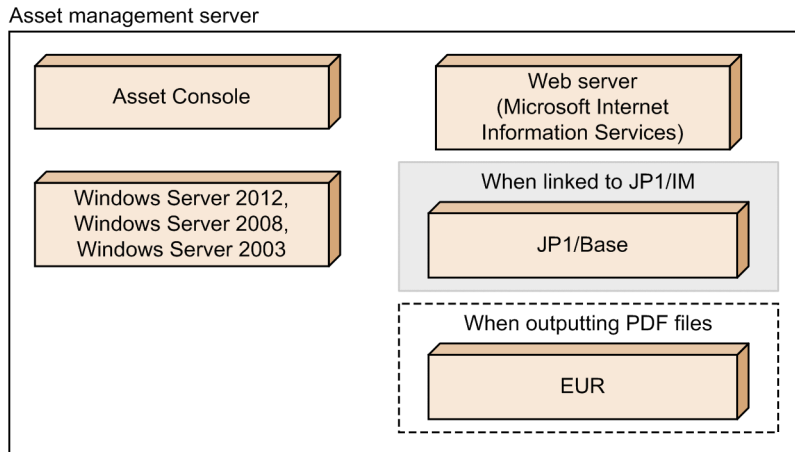 Asset management server
Asset Console
Web server
(Microsoft Internet
Information Services)
Windows Server 2012,
Windows Server 2008,
Windows Server 2003
When linked to JP1/IM
JP1/Base
When outputting PDF files
EUR